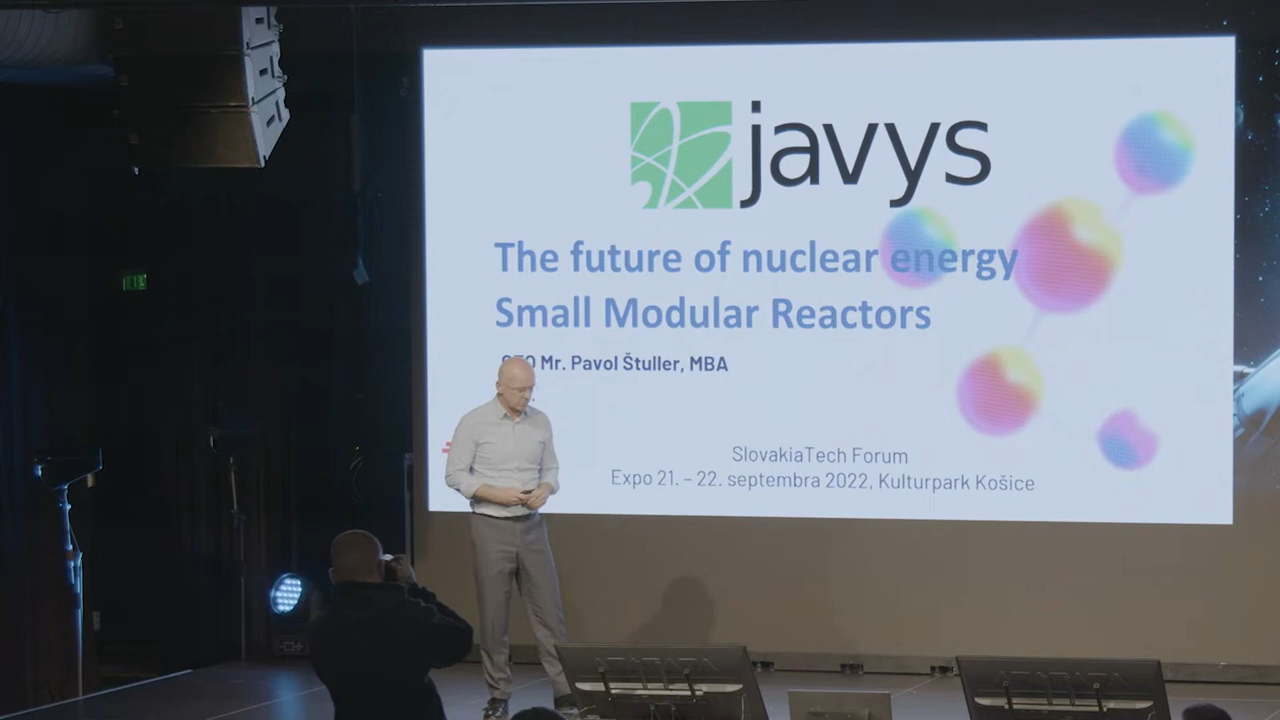 javys
The future of nuclear energy
Small Modular Reactors
Mr. Pavol Štuller, MBA
SlovakiaTech Forum
Expo 21. – 22. septembra 2022, Kulturpark Košice